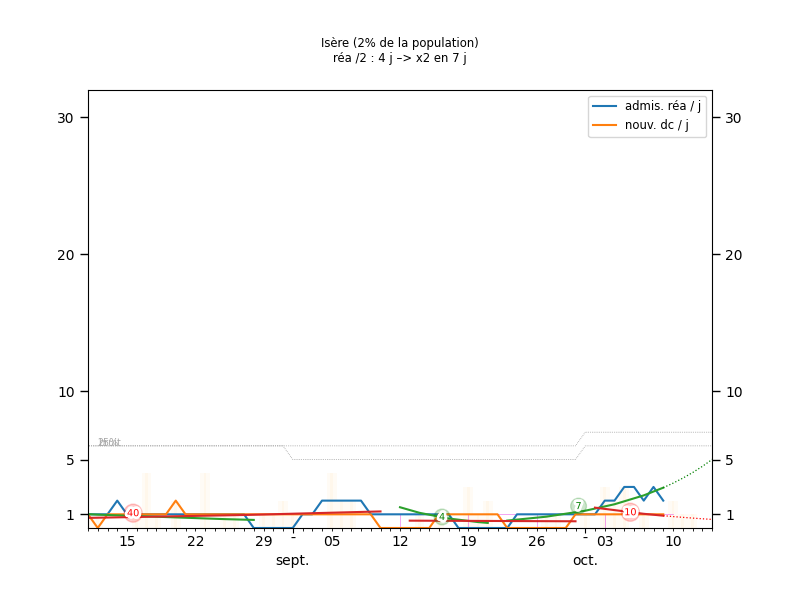 Isère (2% de la population)
réa /2 : 4 j –> x2 en 7 j
admis. réa / j
nouv. dc / j
30 30
20 20
10 10
5 5
1 1
40 4 7 10
15 22 29 - 05 12 19 26 - 03 10
sept. oct.